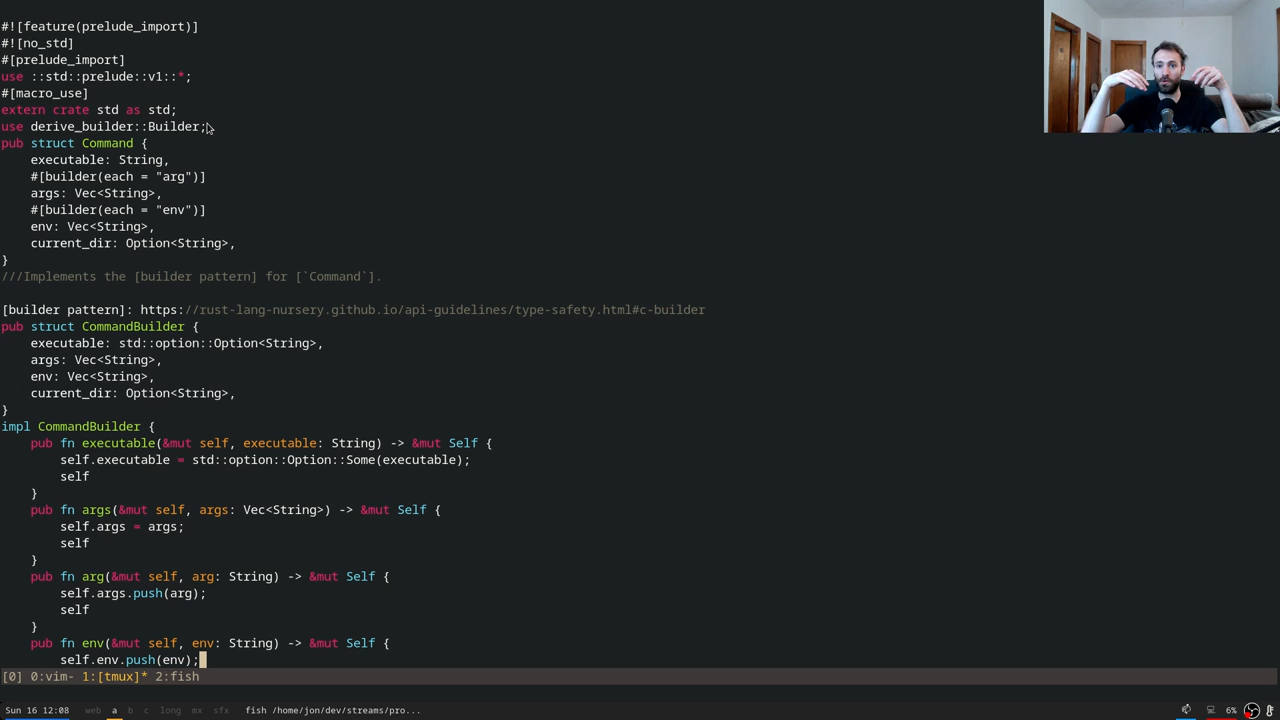 #![feature(prelude_import)]
#![no_std]
#[prelude_import]
use ::std::prelude::v1::*;
#[macro_use]
extern crate std as std;
use derive_builder::Builder;
pub struct Command {
    executable: String,
    #[builder(each = "arg")]
    args: Vec<String>,
    #[builder(each = "env")]
    env: Vec<String>,
    current_dir: Option<String>,
}
///Implements the [builder pattern] for [`Command`].
[builder pattern]: https://rust-lang-nursery.github.io/api-guidelines/type-safety.html#c-builder
pub struct CommandBuilder {
    executable: std::option::Option<String>,
    args: Vec<String>,
    env: Vec<String>,
    current_dir: Option<String>,
}
impl CommandBuilder {
    pub fn executable(&mut self, executable: String) -> &mut Self {
        self.executable = std::option::Option::Some(executable);
        self
    }
    pub fn args(&mut self, args: Vec<String>) -> &mut Self {
        self.args = args;
        self
    }
    pub fn arg(&mut self, arg: String) -> &mut Self {
        self.args.push(arg);
        self
    }
    pub fn env(&mut self, env: String) -> &mut Self {
        self.env.push(env);
[0] 0:vim- 1:[tmux]* 2:fish
Sun 16 12:08 web a b c long mx sfx fish /home/jon/dev/streams/pro... 6%